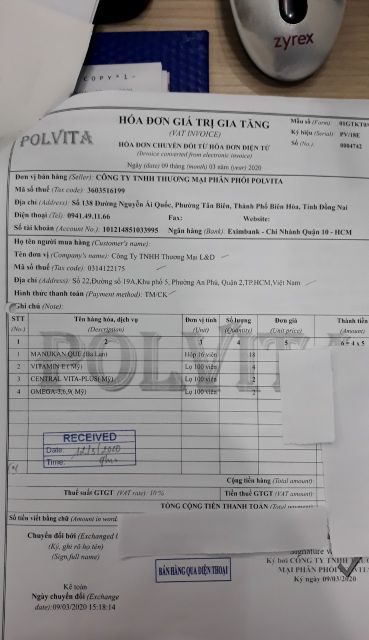 zyrex
COPY *1-
POLVITA
HÓA ĐƠN GIÁ TRỊ GIA TĂNG
(VAT INVOICE)
HÓA ĐƠN CHUYỂN ĐỔI TỪ HÓA ĐƠN ĐIỆN TỬ
(Invoice converted from electronic invoice)
Ngày (day) 09 tháng (month) 03 năm (year) 2020
Mẫu số (Form): 01GTKT0
Ký hiệu (Serial): PV/18E
Số (No.): 0004742
Đơn vị bán hàng (Seller): CÔNG TY TNHH THƯƠNG MẠI PHÂN PHỐI POLVITA
Mã số thuế (Tax code): 3603516199
Địa chỉ (Address): Số 138 Đường Nguyễn Ái Quốc, Phường Tân Biên, Thành Phố Biên Hòa, Tỉnh Đồng Nai
Điện thoại (Tel): 0941.49.11.66 Fax: Website:
Số tài khoản (Account No.): 101214851033995 Ngân hàng (Bank): Eximbank - Chi Nhánh Quận 10 - HCM
Họ tên người mua hàng (Customer's name):
Tên đơn vị (Company's name): Công Ty TNHH Thương Mại L&D
Mã số thuế (Tax code): 0314122175
Địa chỉ (Address): Số 22,Đường số 19A,Khu phố 5, Phường An Phú, Quận 2,TP.HCM,Việt Nam
Hình thức thanh toán (Payment method): TM/CK
Ghi chú (Note):
STT Tên hàng hóa, dịch vụ Đơn vị tính Số lượng Đơn giá Thành tiền
(No.) (Description) (Unit) (Quantity) (Unit price) (Amount)
1 2 3 4 5 6 = 4 x 5
POLVITA
1 MANUKAN QUE (Ba Lan) Hộp 16 viên 18
2 VITAMIN E ( Mỹ) Lọ 100 viên 4
3 CENTRAL VITA-PLUS( Mỹ) Lọ 100 viên 2
4 OMEGA-3,6,9( Mỹ) Lọ 100 viên 2
RECEIVED
Date: 12/3/2020
Time:
Cộng tiền hàng (Total amount)
Thuế suất GTGT (VAT rate): 10% Tiền thuế GTGT (VAT amount)
TỔNG CỘNG TIỀN THANH TOÁN (Total payment)
Số tiền viết bằng chữ (Amount in word
Chuyển đổi bởi (Exchanged
(Ký, ghi rõ họ tên)
Signature
Ký bởi CÔNG TY TNHH
MẠI PHÂN PHỐI POLVITA
Ký ngày 09/03/2020
BÁN HÀNG QUA ĐIỆN THOẠI
Kế toán
Ngày chuyển đổi (Exchange
date):09/03/2020 15:18:14